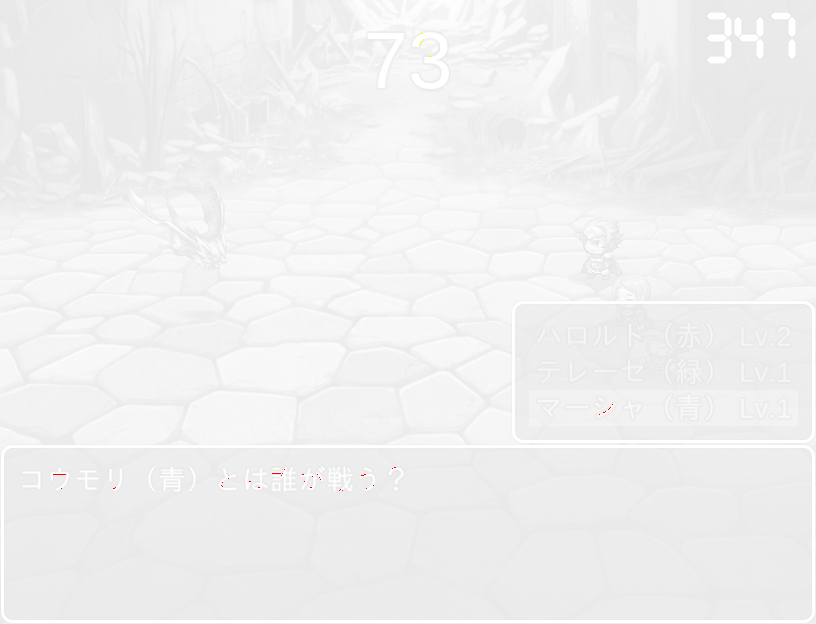 73
347
ハロルド（赤） Lv.2
テレーゼ（緑） Lv.1
マーシャ（青） Lv.1
コウモリ（青）とは誰が戦う？